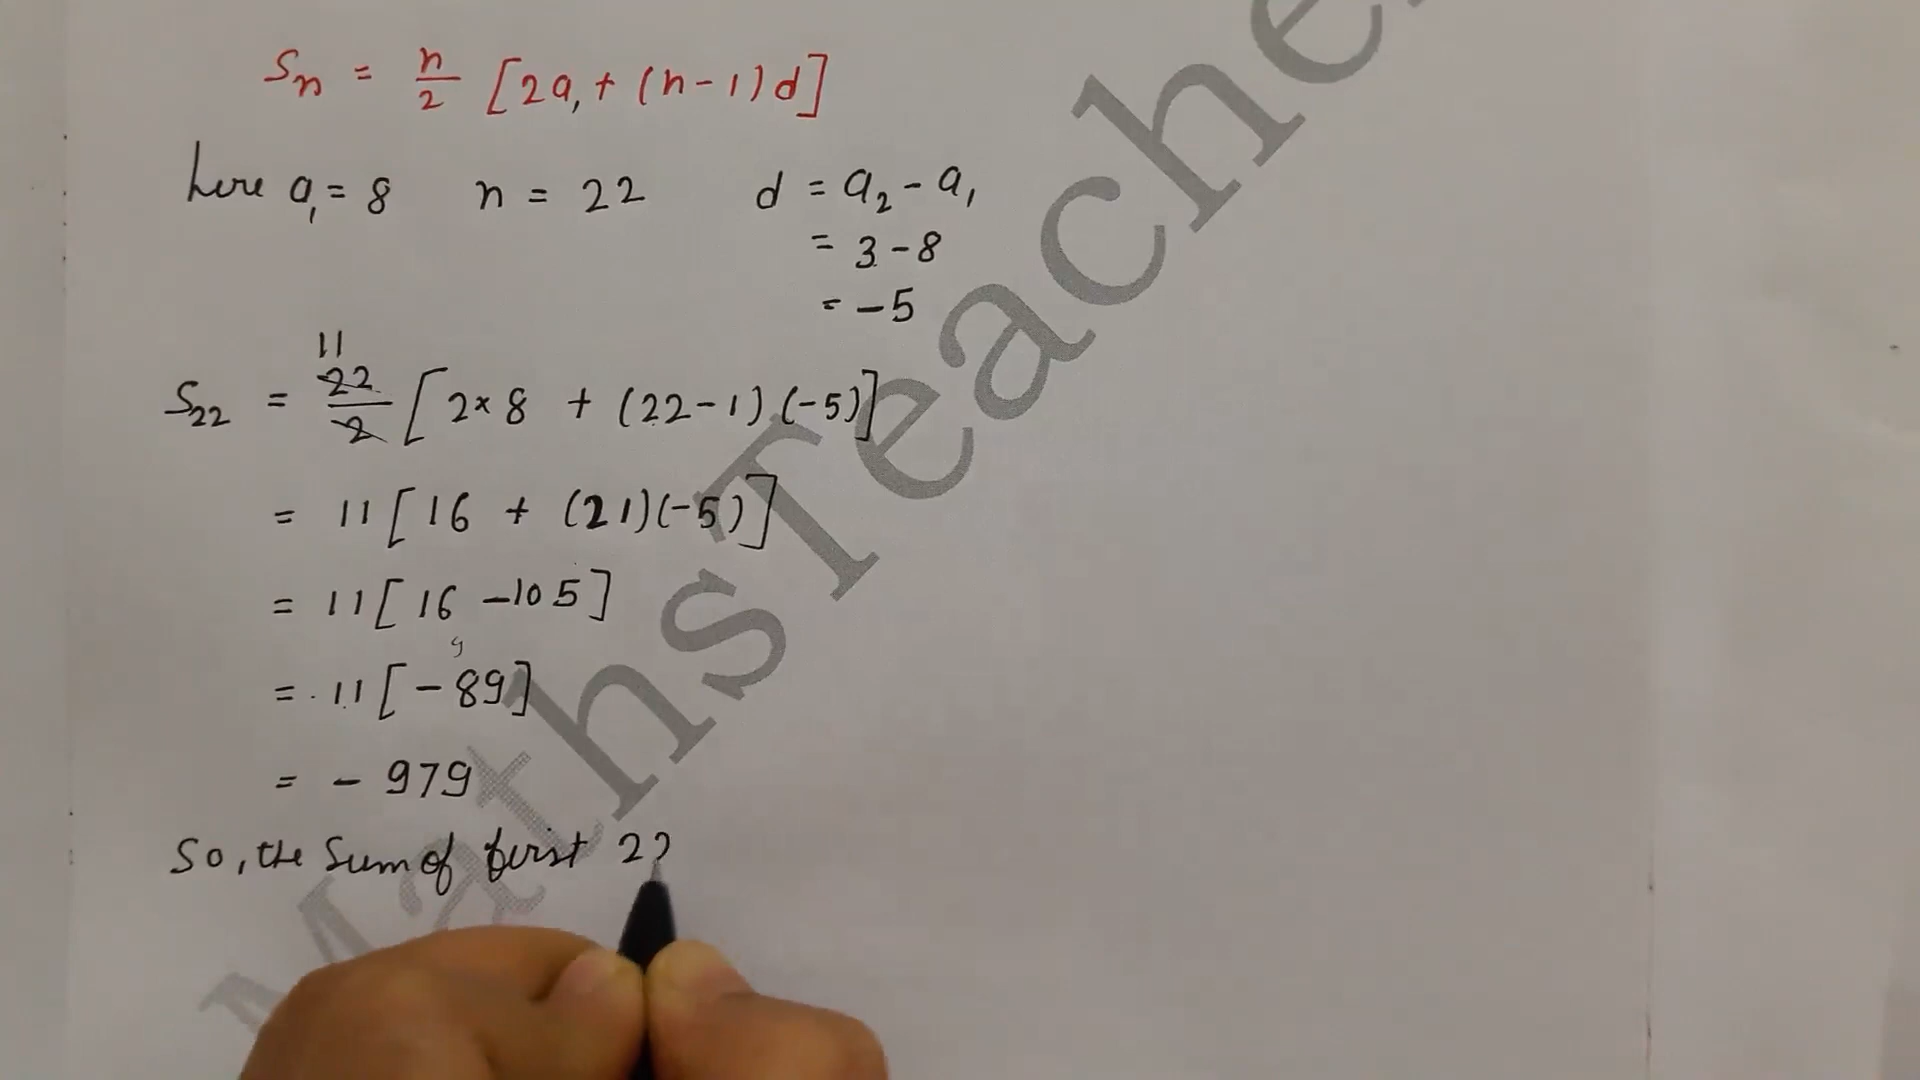 Sn = n/2 [2a₁ + (n-1)d]
here a₁ = 8 n = 22 d = a₂ - a₁
= 3 - 8
= -5
11
S₂₂ = 22/2 [2×8 + (22-1)(-5)]
= 11[16 + (21)(-5)]
= 11[16 -105]
9
= 11[-89]
= - 979
So, the Sum of first 22
MathsTeache